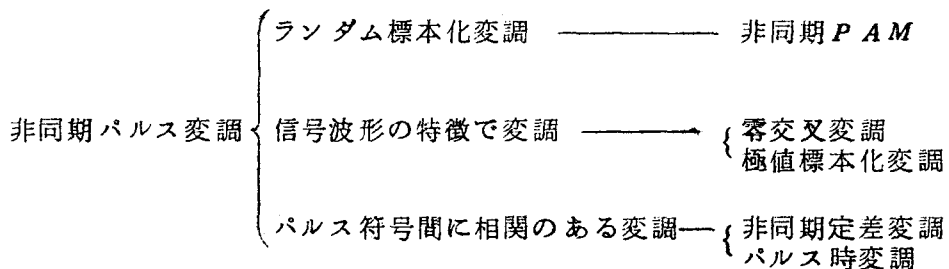 ランダム標本化変調 ―――― 非同期PAM
非同期パルス変調 { 信号波形の特徴で変調 ―――― { 零交叉変調
極値標本化変調
パルス符号間に相関のある変調 ― { 非同期定差変調
パルス時変調